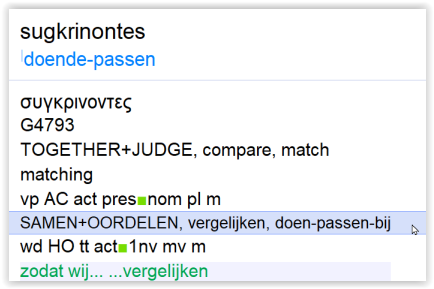 sugkrinontes
doende-passen
συγκρινοντες
G4793
TOGETHER+JUDGE, compare, match
matching
vp AC act pres■nom pl m
SAMEN+OORDELEN, vergelijken, doen-passen-bij
wd HO tt act■1nv mv m
zodat wij... ...vergelijken